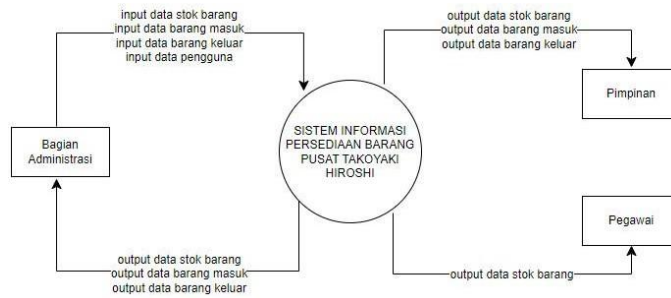 input data stok barang
input data barang masuk
input data barang keluar
input data pengguna
output data stok barang
output data barang masuk
output data barang keluar
Pimpinan
Bagian
Administrasi
SISTEM INFORMASI
PERSEDIAAN BARANG
PUSAT TAKOYAKI
HIROSHI
Pegawai
output data stok barang
output data barang masuk
output data barang keluar
output data stok barang